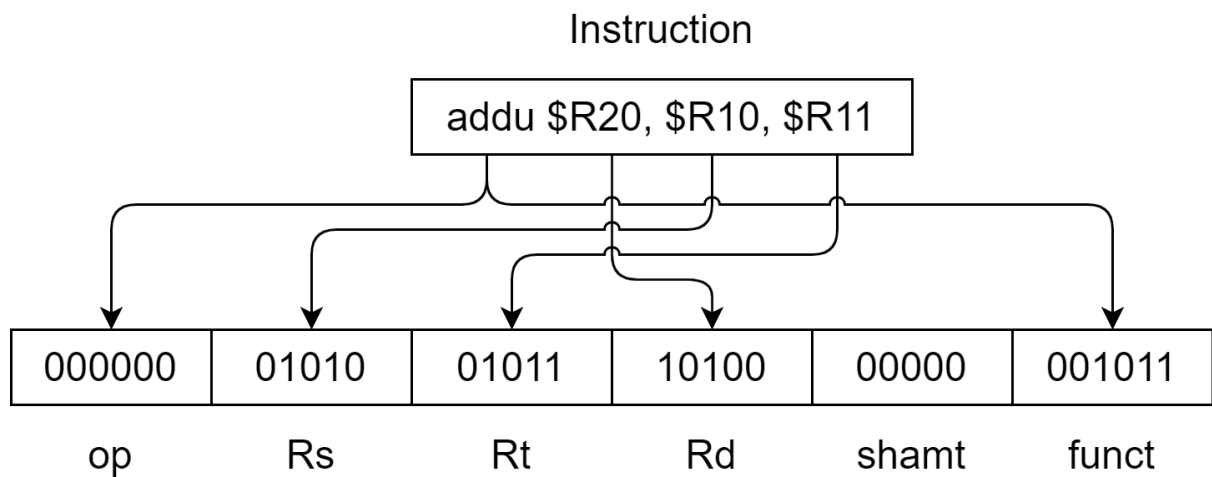 Instruction
addu $R20, $R10, $R11
000000 01010 01011 10100 00000 001011
op Rs Rt Rd shamt funct